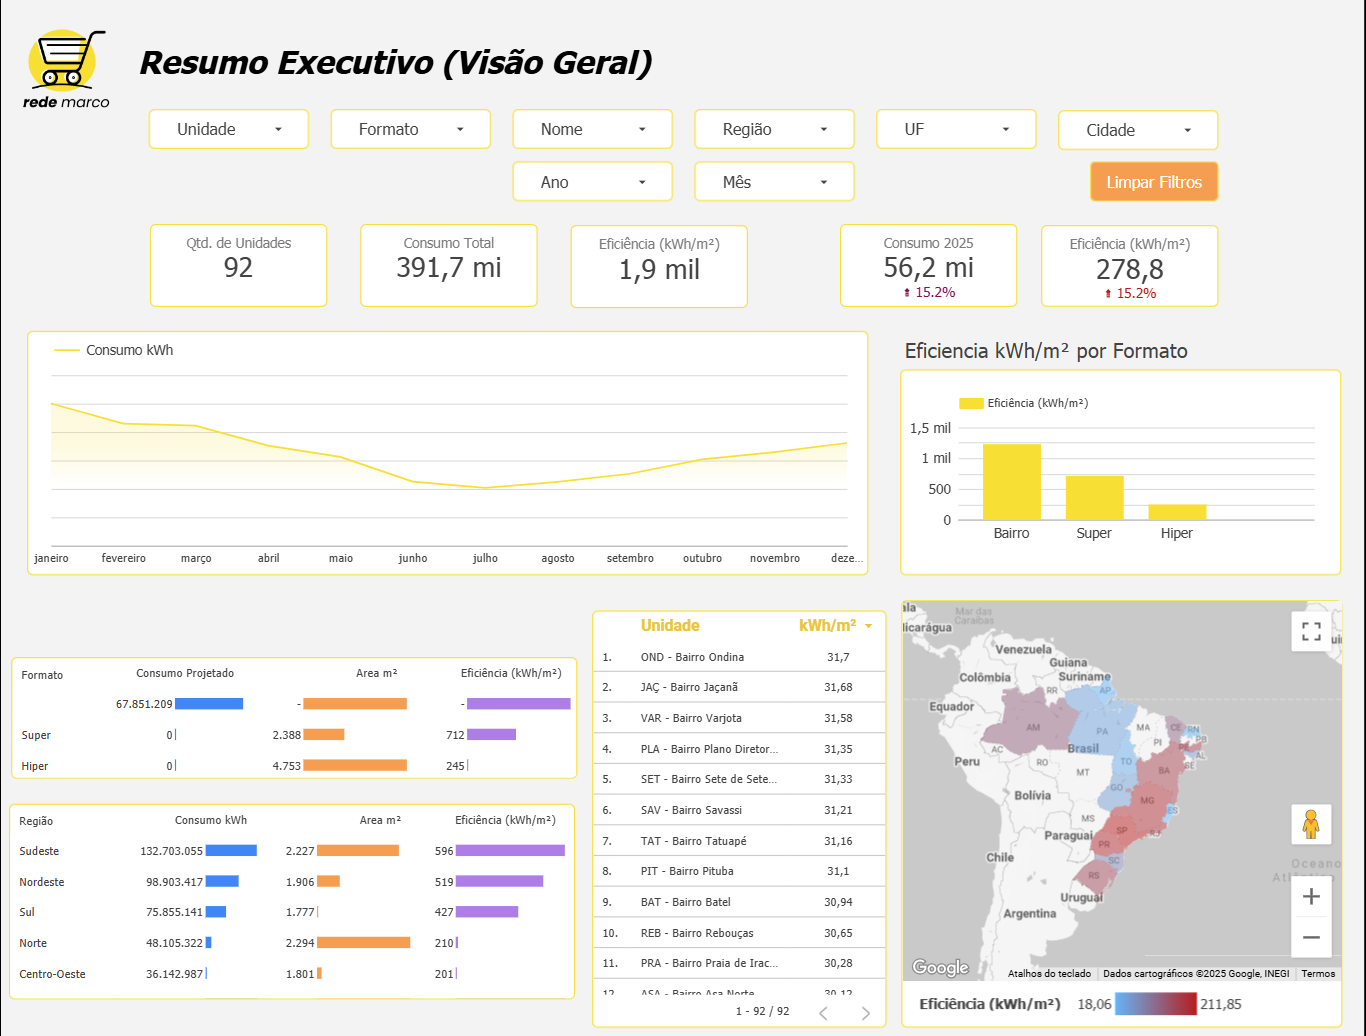 rede marco
Resumo Executivo (Visão Geral)
Unidade
Formato
Nome
Região
UF
Cidade
Ano
Mês
Limpar Filtros
Qtd. de Unidades
92
Consumo Total
391,7 mi
Eficiência (kWh/m²)
1,9 mil
Consumo 2025
56,2 mi
15.2%
Eficiência (kWh/m²)
278,8
15.2%
Consumo kWh
janeiro fevereiro março abril maio junho julho agosto setembro outubro novembro deze...
Eficiencia kWh/m² por Formato
Eficiência (kWh/m²)
1,5 mil
1 mil
500
0
Bairro Super Hiper
Formato Consumo Projetado Area m² Eficiência (kWh/m²)
67.851.209 - -
Super 0 2.388 712
Hiper 0 4.753 245
Região Consumo kWh Area m² Eficiência (kWh/m²)
Sudeste 132.703.055 2.227 596
Nordeste 98.903.417 1.906 519
Sul 75.855.141 1.777 427
Norte 48.105.322 2.294 210
Centro-Oeste 36.142.987 1.801 201
Unidade kWh/m²
1. OND - Bairro Ondina 31,7
2. JAÇ - Bairro Jaçanã 31,68
3. VAR - Bairro Varjota 31,58
4. PLA - Bairro Plano Diretor... 31,35
5. SET - Bairro Sete de Sete... 31,33
6. SAV - Bairro Savassi 31,21
7. TAT - Bairro Tatuapé 31,16
8. PIT - Bairro Pituba 31,1
9. BAT - Bairro Batel 30,94
10. REB - Bairro Rebouças 30,65
11. PRA - Bairro Praia de Irac... 30,28
12. ASA - Bairro Asa Norte 30,12
1 - 92 / 92
Mar das
Caraíbas
Nicarágua
Venezuela
Guiana
Colômbia
Suriname
RR
AP
Equador
AM
PA
MA
CE
RN
PB
PI
PE
AL
SE
AC
Brasil
TO
Peru
RO
MT
BA
GO
Bolívia
MG
ES
MS
SP
RJ
Paraguai
PR
SC
Chile
RS
Uruguai
Argentina
Oceano
Google
Atalhos do teclado
Dados cartográficos ©2025 Google, INEGI
Termos
Eficiência (kWh/m²) 18,06 211,85